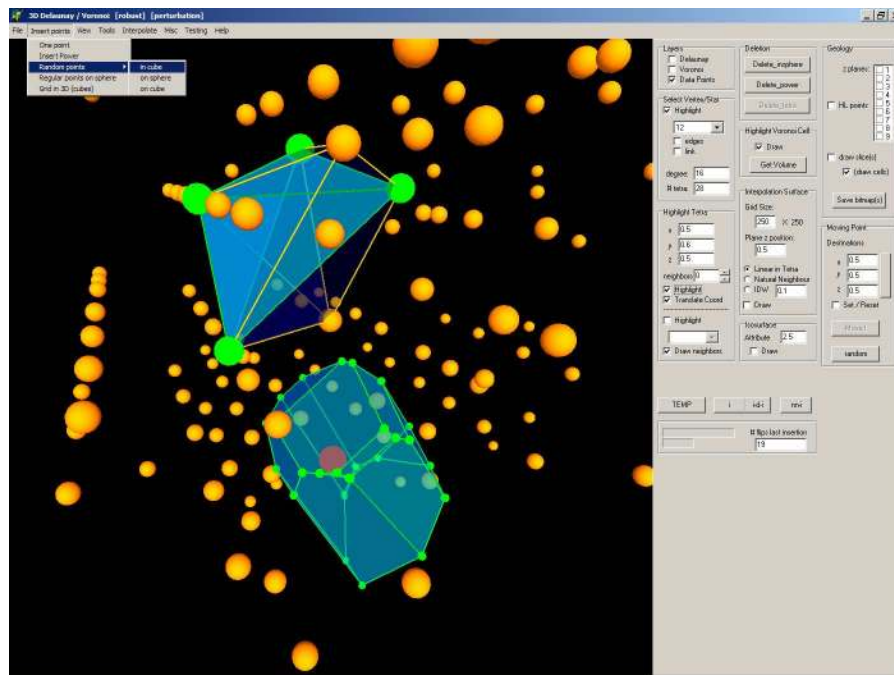 3D Delaunay / Voronoi [robust] [perturbation]
File Insert points View Tools Interpolate Misc Testing Help
One point
Insert Power
Random points
Regular points on sphere
Grid in 3D (cubes)
in cube
on sphere
on cube
Layers
Delaunay
Voronoi
Data Points
Select Vertex/Star
Highlight
12
edges
link
degree: 16
# tetra: 28
Highlight Tetra
x 0.5
y 0.6
z 0.5
neighbors 0
Highlight
Translate Coord
Highlight
Draw neighbors
Deletion
Delete_insphere
Delete_power
Highlight Voronoi Cell
Draw
Get Volume
Interpolation Surface
Grid Size:
250 X 250
Plane z position:
0.5
Linear in Tetra
Natural Neighbour
IDW 0.1
Draw
Isosurface
Attribute 2.5
Draw
Geology
z planes:
1
2
3
4
5
6
7
8
9
HL points
draw slice(s)
(draw cells)
Save bitmap(s)
Moving Point
Destinations
x 0.5
y 0.5
z 0.5
Set / Reset
random
TEMP
# flips last insertion
19